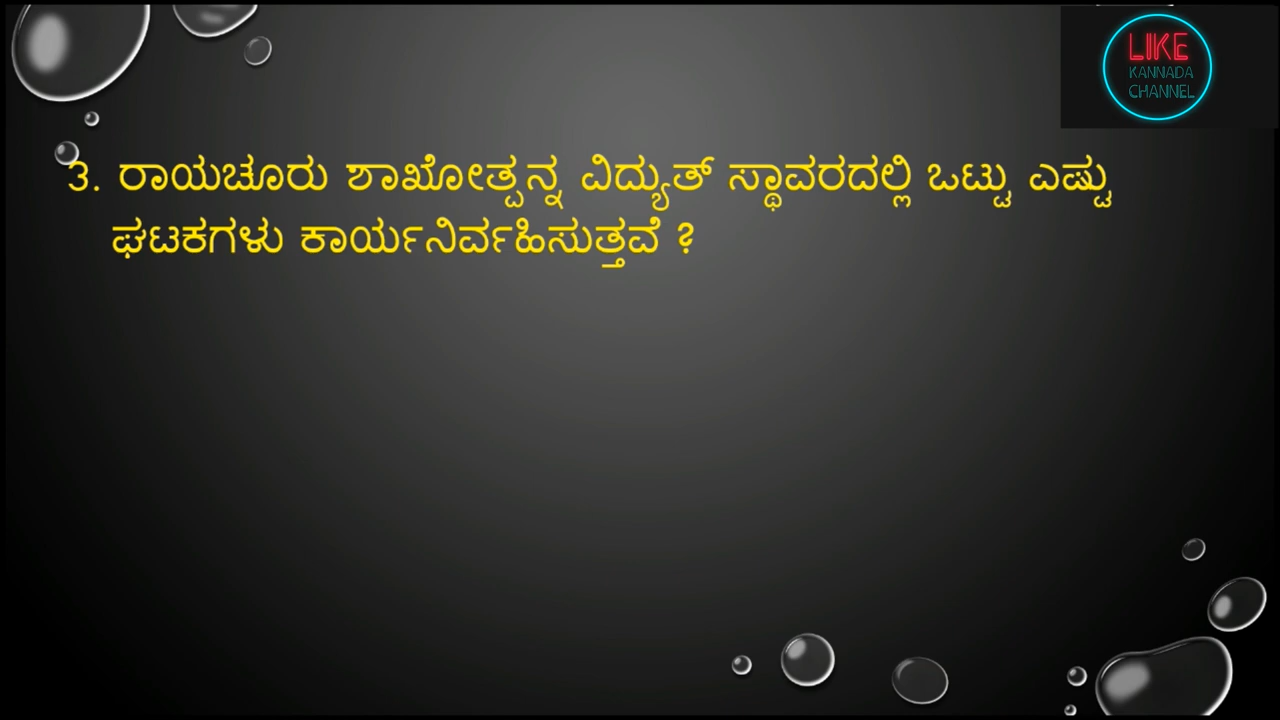 LIKE
KANNADA
CHANNEL
3. ರಾಯಚೂರು ಶಾಖೋತ್ಪನ್ನ ವಿದ್ಯುತ್ ಸ್ಥಾವರದಲ್ಲಿ ಒಟ್ಟು ಎಷ್ಟು
ಘಟಕಗಳು ಕಾರ್ಯನಿರ್ವಹಿಸುತ್ತವೆ ?